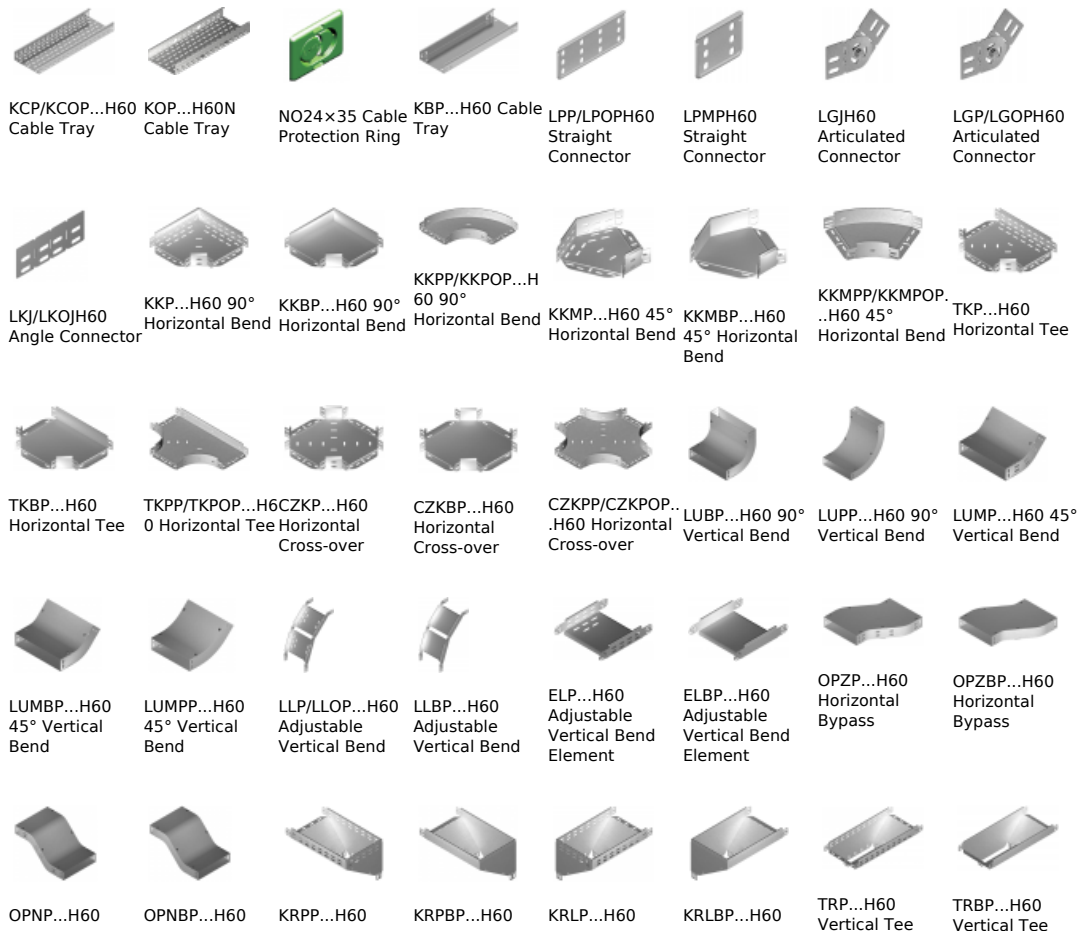 KCP/KCOP...H60
Cable Tray
KOP...H60N
Cable Tray
NO24×35 Cable
Protection Ring
KBP...H60 Cable
Tray
LPP/LPOPH60
Straight
Connector
LPMPH60
Straight
Connector
LGJH60
Articulated
Connector
LGP/LGOPH60
Articulated
Connector
LKJ/LKOJH60
Angle Connector
KKP...H60 90°
Horizontal Bend
KKBP...H60 90°
Horizontal Bend
KKPP/KKPOP...H
60 90°
Horizontal Bend
KKMP...H60 45°
Horizontal Bend
KKMBP...H60
45° Horizontal
Bend
KKMPP/KKMPOP.
..H60 45°
Horizontal Bend
TKP...H60
Horizontal Tee
TKBP...H60
Horizontal Tee
TKPP/TKPOP...H6
0 Horizontal Tee
CZKP...H60
Horizontal
Cross-over
CZKBP...H60
Horizontal
Cross-over
CZKPP/CZKPOP..
.H60 Horizontal
Cross-over
LUBP...H60 90°
Vertical Bend
LUPP...H60 90°
Vertical Bend
LUMP...H60 45°
Vertical Bend
LUMBP...H60
45° Vertical
Bend
LUMPP...H60
45° Vertical
Bend
LLP/LLOP...H60
Adjustable
Vertical Bend
LLBP...H60
Adjustable
Vertical Bend
ELP...H60
Adjustable
Vertical Bend
Element
ELBP...H60
Adjustable
Vertical Bend
Element
OPZP...H60
Horizontal
Bypass
OPZBP...H60
Horizontal
Bypass
OPNP...H60
OPNBP...H60
KRPP...H60
KRPBP...H60
KRLP...H60
KRLBP...H60
TRP...H60
Vertical Tee
TRBP...H60
Vertical Tee